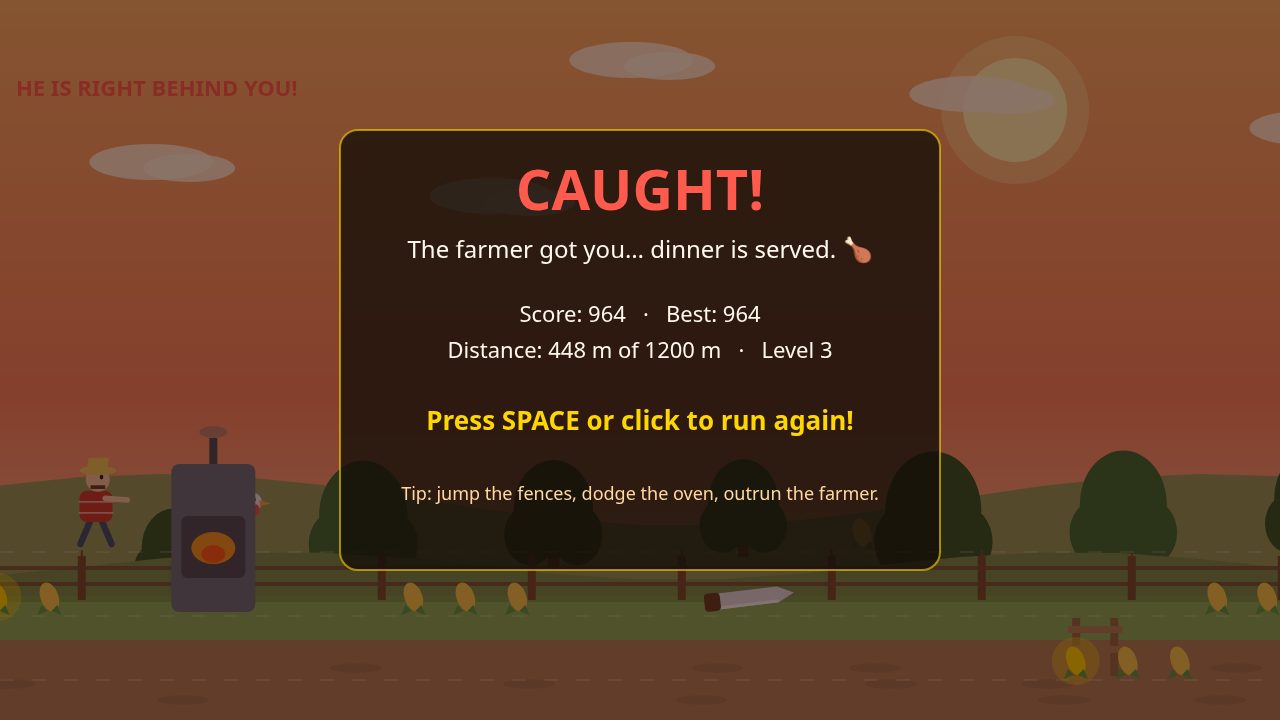 HE IS RIGHT BEHIND YOU!
CAUGHT!
The farmer got you... dinner is served. 🍗
Score: 964 · Best: 964
Distance: 448 m of 1200 m · Level 3
Press SPACE or click to run again!
Tip: jump the fences, dodge the oven, outrun the farmer.